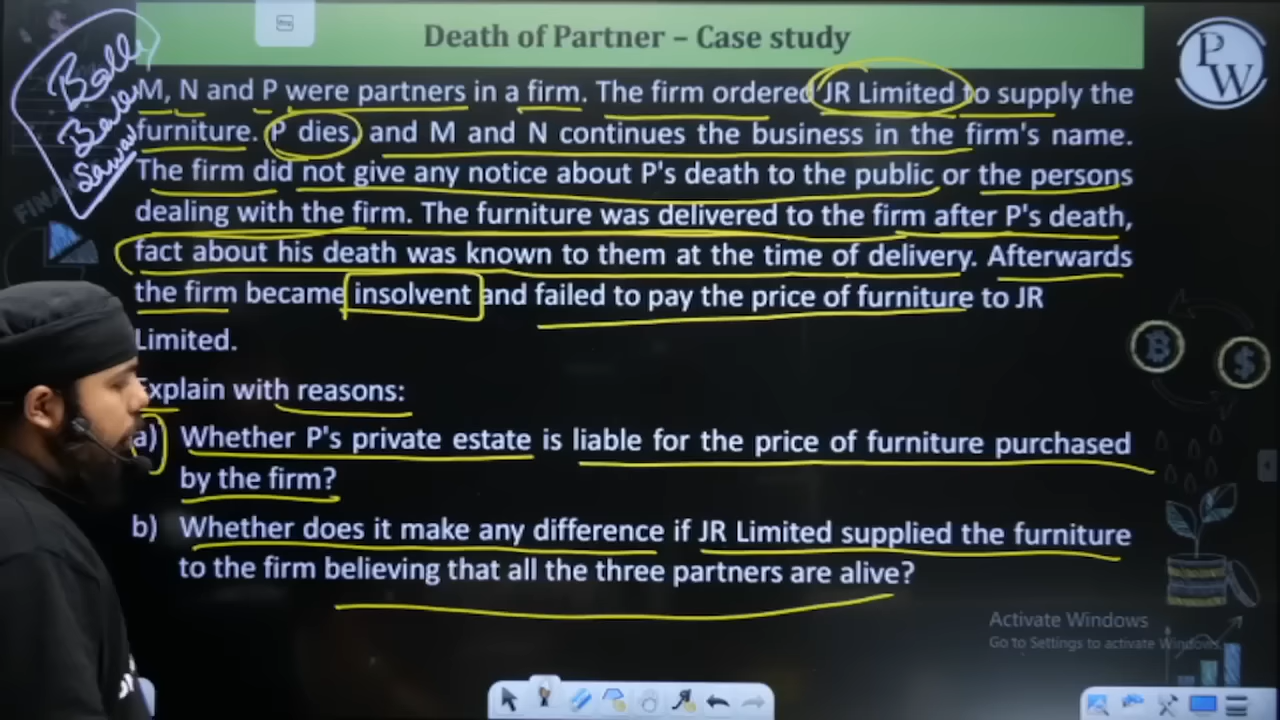 Death of Partner – Case study
P
W
Balle
Balle
M, N and P were partners in a firm. The firm ordered JR Limited to supply the
furniture. P dies, and M and N continues the business in the firm's name.
The firm did not give any notice about P's death to the public or the persons
dealing with the firm. The furniture was delivered to the firm after P's death,
fact about his death was known to them at the time of delivery. Afterwards
the firm became insolvent and failed to pay the price of furniture to JR
Limited.
Explain with reasons:
a) Whether P's private estate is liable for the price of furniture purchased
by the firm?
b) Whether does it make any difference if JR Limited supplied the furniture
to the firm believing that all the three partners are alive?
Activate Windows
Go to Settings to activate Windows.